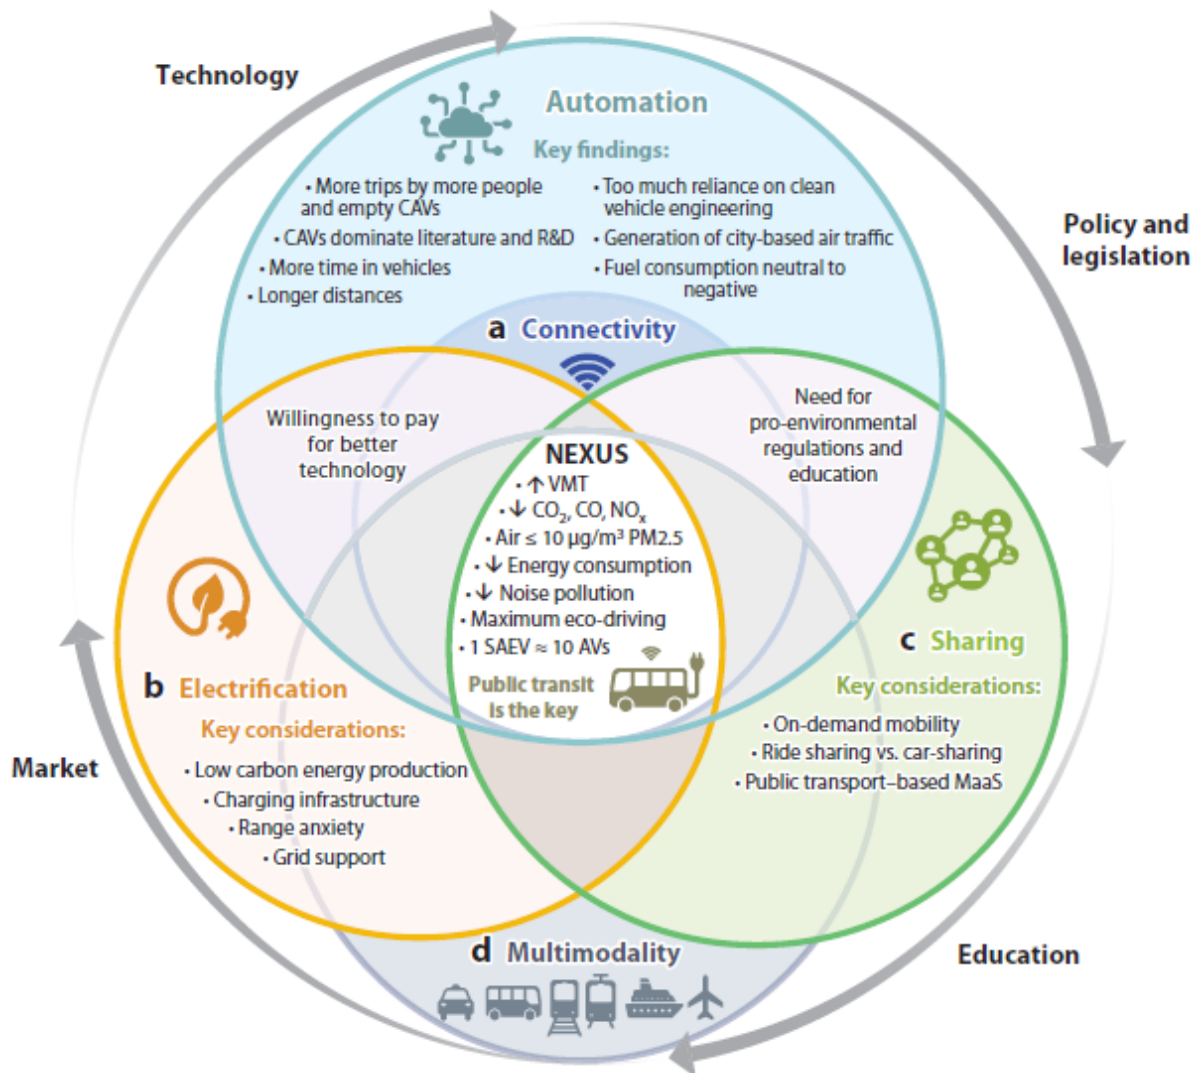 Technology
Automation
Key findings:
• More trips by more people
and empty CAVs
• CAVs dominate literature and R&D
• More time in vehicles
• Longer distances
• Too much reliance on clean
vehicle engineering
• Generation of city-based air traffic
• Fuel consumption neutral to
negative
Policy and
legislation
a Connectivity
Willingness to pay
for better
technology
Need for
pro-environmental
regulations and
education
NEXUS
• ↑ VMT
• ↓ CO₂, CO, NOₓ
• Air ≤ 10 µg/m³ PM2.5
• ↓ Energy consumption
• ↓ Noise pollution
• Maximum eco-driving
• 1 SAEV ≈ 10 AVs
Public transit
is the key
b Electrification
Key considerations:
• Low carbon energy production
• Charging infrastructure
• Range anxiety
• Grid support
c Sharing
Key considerations:
• On-demand mobility
• Ride sharing vs. car-sharing
• Public transport–based MaaS
Market
d Multimodality
Education